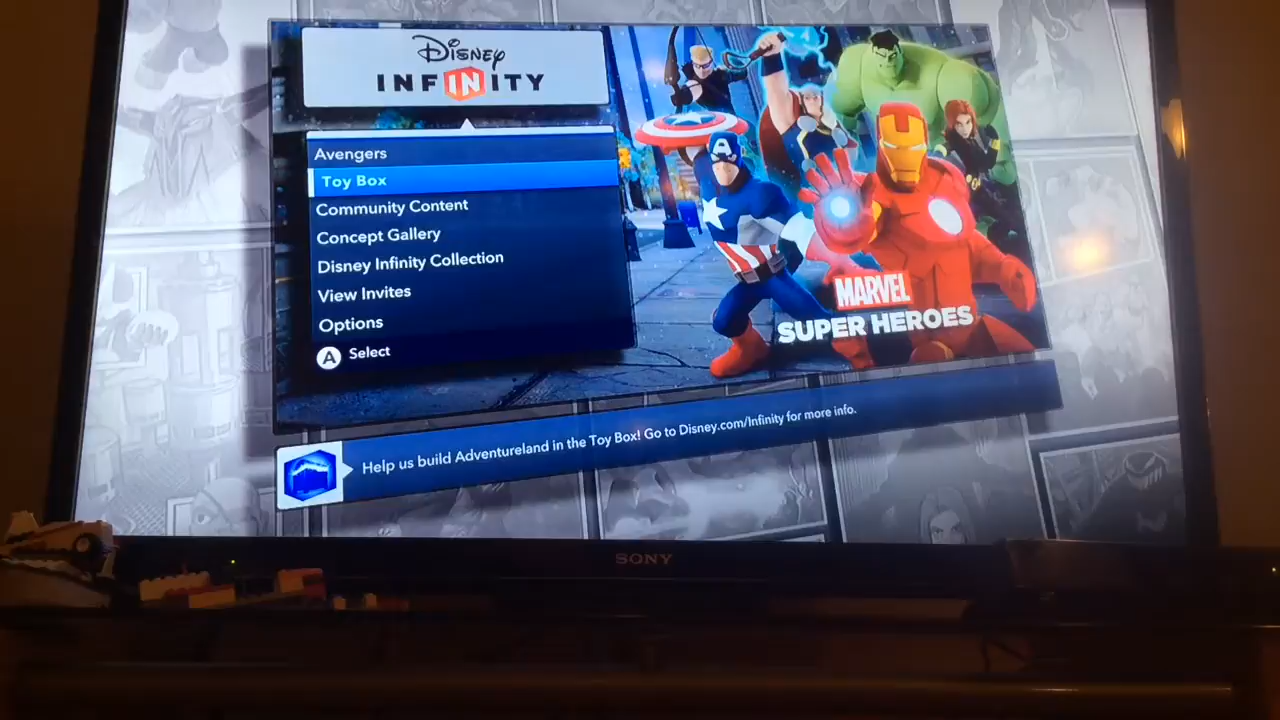 Disney
INFINITY
Avengers
Toy Box
Community Content
Concept Gallery
Disney Infinity Collection
View Invites
Options
A Select
A
MARVEL
SUPER HEROES
Help us build Adventureland in the Toy Box! Go to Disney.com/Infinity for more info.
SONY